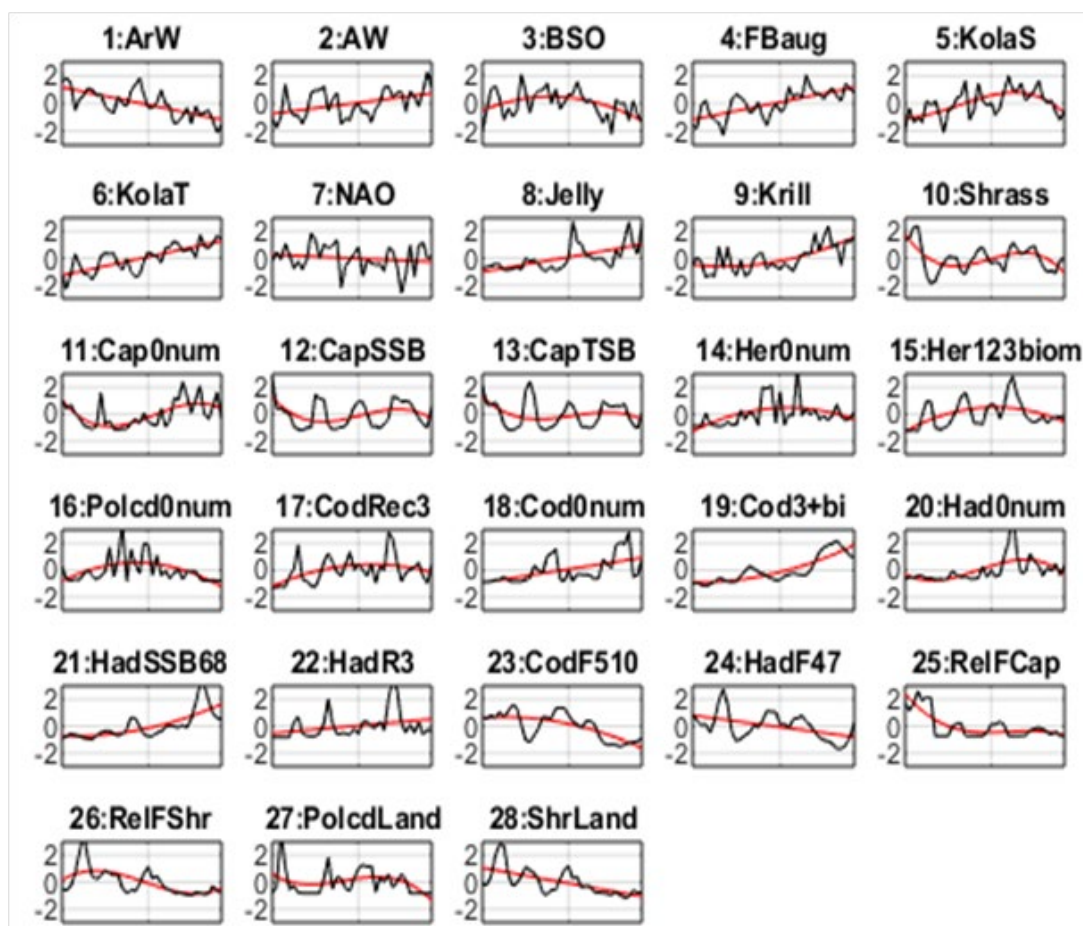 1:ArW 2:AW 3:BSO 4:FBaug 5:KolaS
2 2 2 2 2
0 0 0 0 0
-2 -2 -2 -2 -2
6:KolaT 7:NAO 8:Jelly 9:Krill 10:Shrass
2 2 2 2 2
0 0 0 0 0
-2 -2 -2 -2 -2
11:Cap0num 12:CapSSB 13:CapTSB 14:Her0num 15:Her123biom
2 2 2 2 2
0 0 0 0 0
-2 -2 -2 -2 -2
16:Polcd0num 17:CodRec3 18:Cod0num 19:Cod3+bi 20:Had0num
2 2 2 2 2
0 0 0 0 0
-2 -2 -2 -2 -2
21:HadSSB68 22:HadR3 23:CodF510 24:HadF47 25:RelFCap
2 2 2 2 2
0 0 0 0 0
-2 -2 -2 -2 -2
26:RelFShr 27:PolcdLand 28:ShrLand
2 2 2
0 0 0
-2 -2 -2